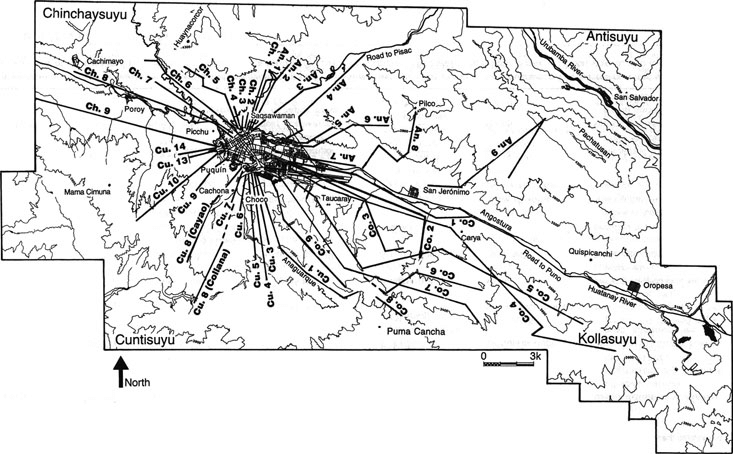 Chinchaysuyu
Huaynacorcor
Antisuyu
Urubamba River
Cachimayo
Road to Pisac
San Salvador
Ch. 8
Ch. 7
Ch. 6
Ch. 5
Ch. 4
Ch. 3
Ch. 2
Ch. 1
An. 1
An. 2
An. 3
An. 4
Ch. 9
Poroy
Saqsawaman
An. 5
An. 6
Pilco
Pachatusan
Picchu
An. 8
Cu. 14
Cu. 13
An. 7
An. 9
Puquín
Cu. 10
Mama Cimuna
Cachona
Cu. 9
Choco
Taucaray
San Jerónimo
Cu. 8 (Cayao)
Cu. 7
Cu. 6
Co. 3
Co. 2
Co. 1
Angostura
Carya
Co. 9
Quispicanchi
Cu. 8 (Collana)
Cu. 5
Cu. 4
Cu. 3
Cu. 1
Anaguarque
Co. 6
Co. 7
Co. 8
Co. 5
Co. 4
Road to Puno
Huatanay River
Oropesa
Puma Cancha
Cuntisuyu
Kollasuyu
North
0 3k